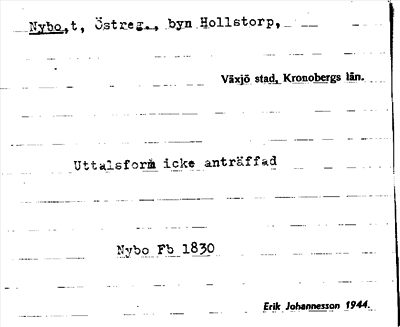 Nybo,t, Östreg., byn Hollstorp,
Växjö stad, Kronobergs län.
Uttalsform icke anträffad
Nybo Fb 1830
Erik Johannesson 1944.